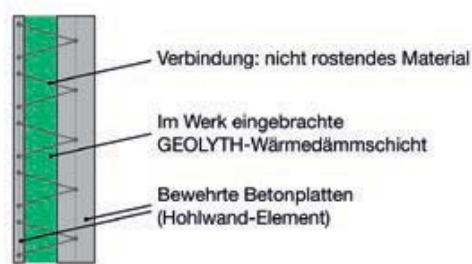 Verbindung: nicht rostendes Material
Im Werk eingebrachte
GEOLYTH-Wärmedämmschicht
Bewehrte Betonplatten
(Hohlwand-Element)